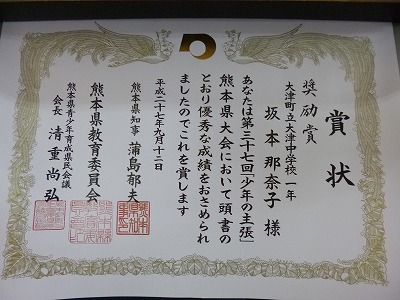 賞状
奨励賞
大津町立大津中学校 一年
坂本那奈子 様
あなたは第三十七回「少年の主張」
熊本県大会において頭書の
とおり優秀な成績をおさめられ
ましたのでこれを賞します
平成二十七年九月十二日
熊本県知事 蒲島郁夫
熊本県教育委員会
熊本県青少年育成県民会議
会長 清重尚弘